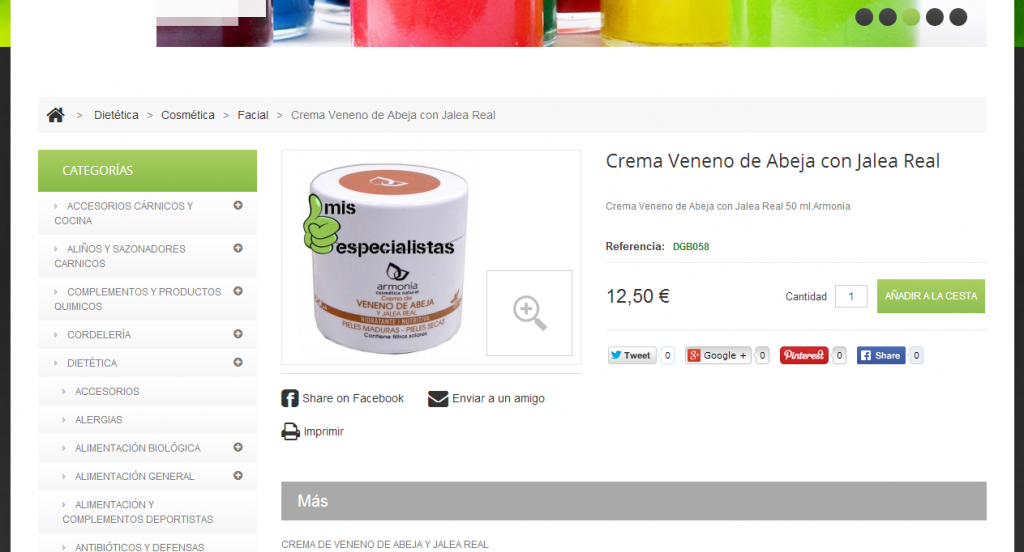 > Dietética > Cosmética > Facial > Crema Veneno de Abeja con Jalea Real
CATEGORÍAS
ACCESORIOS CÁRNICOS Y
COCINA
ALIÑOS Y SAZONADORES
CARNICOS
COMPLEMENTOS Y PRODUCTOS
QUIMICOS
CORDELERÍA
DIETÉTICA
ACCESORIOS
ALERGIAS
ALIMENTACIÓN BIOLÓGICA
ALIMENTACIÓN GENERAL
ALIMENTACIÓN Y
COMPLEMENTOS DEPORTISTAS
ANTIBIÓTICOS Y DEFENSAS
mis
especialistas
armonía
cosmética natural
Crema de
VENENO DE ABEJA
Y JALEA REAL
HIDRATANTE - NUTRITIVA
PIELES MADURAS - PIELES SECAS
Contiene filtros solares
Share on Facebook Enviar a un amigo
Imprimir
Crema Veneno de Abeja con Jalea Real
Crema Veneno de Abeja con Jalea Real 50 ml.Armonia
Referencia: DGB058
12,50 € Cantidad 1 AÑADIR A LA CESTA
Tweet 0 Google + 0 Pinterest 0 Share 0
Más
CREMA DE VENENO DE ABEJA Y JALEA REAL